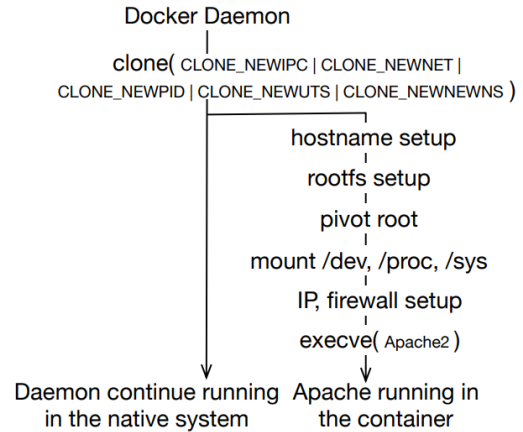 Docker Daemon
clone( CLONE_NEWIPC | CLONE_NEWNET |
CLONE_NEWPID | CLONE_NEWUTS | CLONE_NEWNEWNS )
hostname setup
rootfs setup
pivot root
mount /dev, /proc, /sys
IP, firewall setup
execve( Apache2 )
Daemon continue running
in the native system
Apache running in
the container